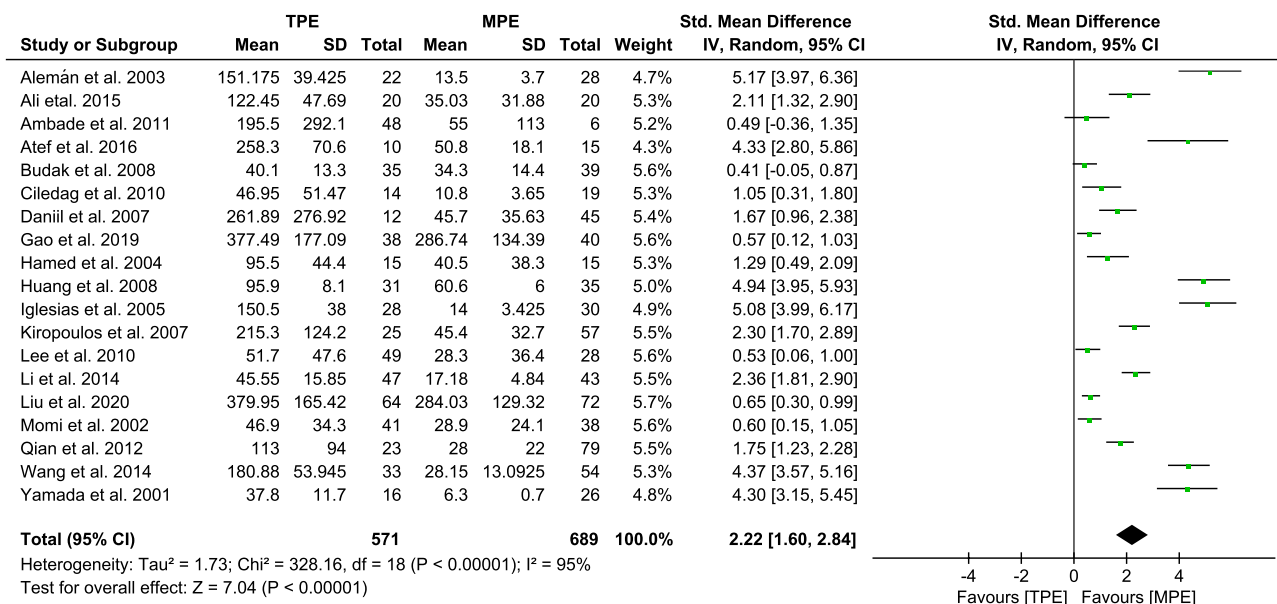 TPE MPE Std. Mean Difference Std. Mean Difference
Study or Subgroup Mean SD Total Mean SD Total Weight IV, Random, 95% CI IV, Random, 95% CI
Alemán et al. 2003 151.175 39.425 22 13.5 3.7 28 4.7% 5.17 [3.97, 6.36]
Ali etal. 2015 122.45 47.69 20 35.03 31.88 20 5.3% 2.11 [1.32, 2.90]
Ambade et al. 2011 195.5 292.1 48 55 113 6 5.2% 0.49 [-0.36, 1.35]
Atef et al. 2016 258.3 70.6 10 50.8 18.1 15 4.3% 4.33 [2.80, 5.86]
Budak et al. 2008 40.1 13.3 35 34.3 14.4 39 5.6% 0.41 [-0.05, 0.87]
Ciledag et al. 2010 46.95 51.47 14 10.8 3.65 19 5.3% 1.05 [0.31, 1.80]
Daniil et al. 2007 261.89 276.92 12 45.7 35.63 45 5.4% 1.67 [0.96, 2.38]
Gao et al. 2019 377.49 177.09 38 286.74 134.39 40 5.6% 0.57 [0.12, 1.03]
Hamed et al. 2004 95.5 44.4 15 40.5 38.3 15 5.3% 1.29 [0.49, 2.09]
Huang et al. 2008 95.9 8.1 31 60.6 6 35 5.0% 4.94 [3.95, 5.93]
Iglesias et al. 2005 150.5 38 28 14 3.425 30 4.9% 5.08 [3.99, 6.17]
Kiropoulos et al. 2007 215.3 124.2 25 45.4 32.7 57 5.5% 2.30 [1.70, 2.89]
Lee et al. 2010 51.7 47.6 49 28.3 36.4 28 5.6% 0.53 [0.06, 1.00]
Li et al. 2014 45.55 15.85 47 17.18 4.84 43 5.5% 2.36 [1.81, 2.90]
Liu et al. 2020 379.95 165.42 64 284.03 129.32 72 5.7% 0.65 [0.30, 0.99]
Momi et al. 2002 46.9 34.3 41 28.9 24.1 38 5.6% 0.60 [0.15, 1.05]
Qian et al. 2012 113 94 23 28 22 79 5.5% 1.75 [1.23, 2.28]
Wang et al. 2014 180.88 53.945 33 28.15 13.0925 54 5.3% 4.37 [3.57, 5.16]
Yamada et al. 2001 37.8 11.7 16 6.3 0.7 26 4.8% 4.30 [3.15, 5.45]
Total (95% CI) 571 689 100.0% 2.22 [1.60, 2.84]
Heterogeneity: Tau² = 1.73; Chi² = 328.16, df = 18 (P < 0.00001); I² = 95%
Test for overall effect: Z = 7.04 (P < 0.00001)
-4 -2 0 2 4
Favours [TPE] Favours [MPE]